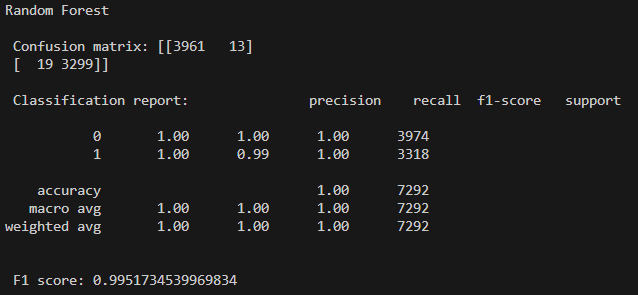 Random Forest
Confusion matrix: [[3961   13]
[  19 3299]]
Classification report:               precision    recall  f1-score   support
0       1.00      1.00      1.00      3974
1       1.00      0.99      1.00      3318
accuracy                           1.00      7292
macro avg       1.00      1.00      1.00      7292
weighted avg       1.00      1.00      1.00      7292
F1 score: 0.9951734539969834